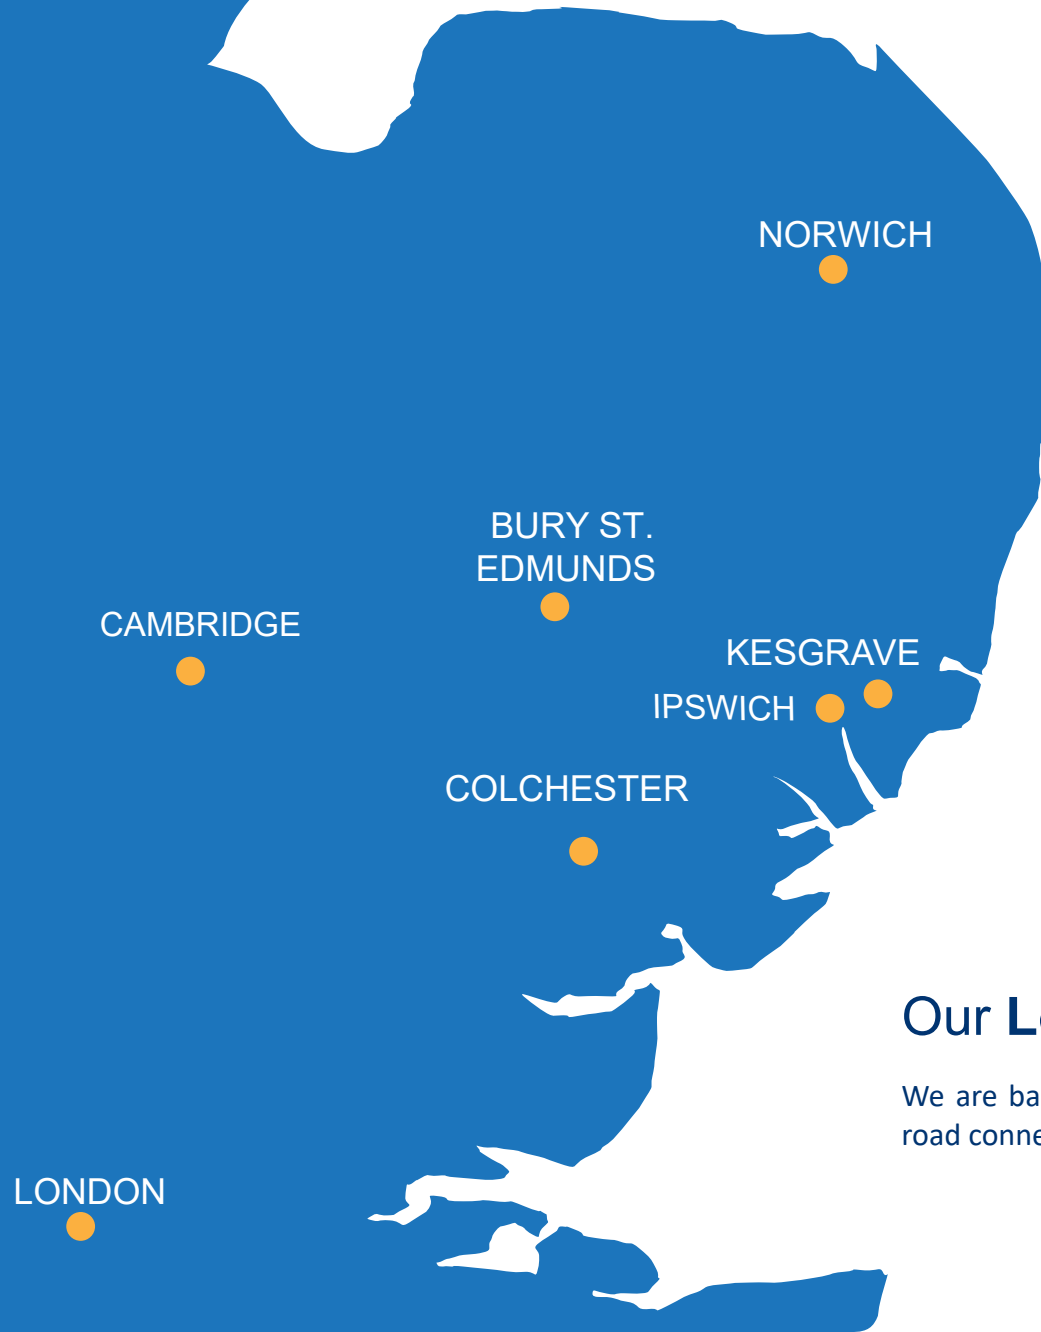 NORWICH
BURY ST.
EDMUNDS
CAMBRIDGE
KESGRAVE
IPSWICH
COLCHESTER
Our
We are
road
LONDON